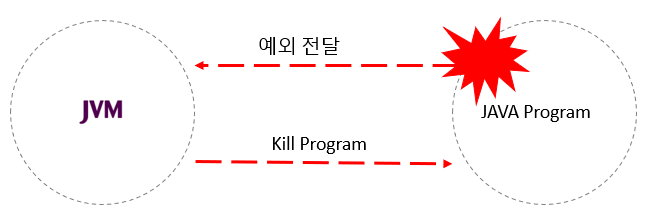 예외 전달
JVM
JAVA Program
Kill Program